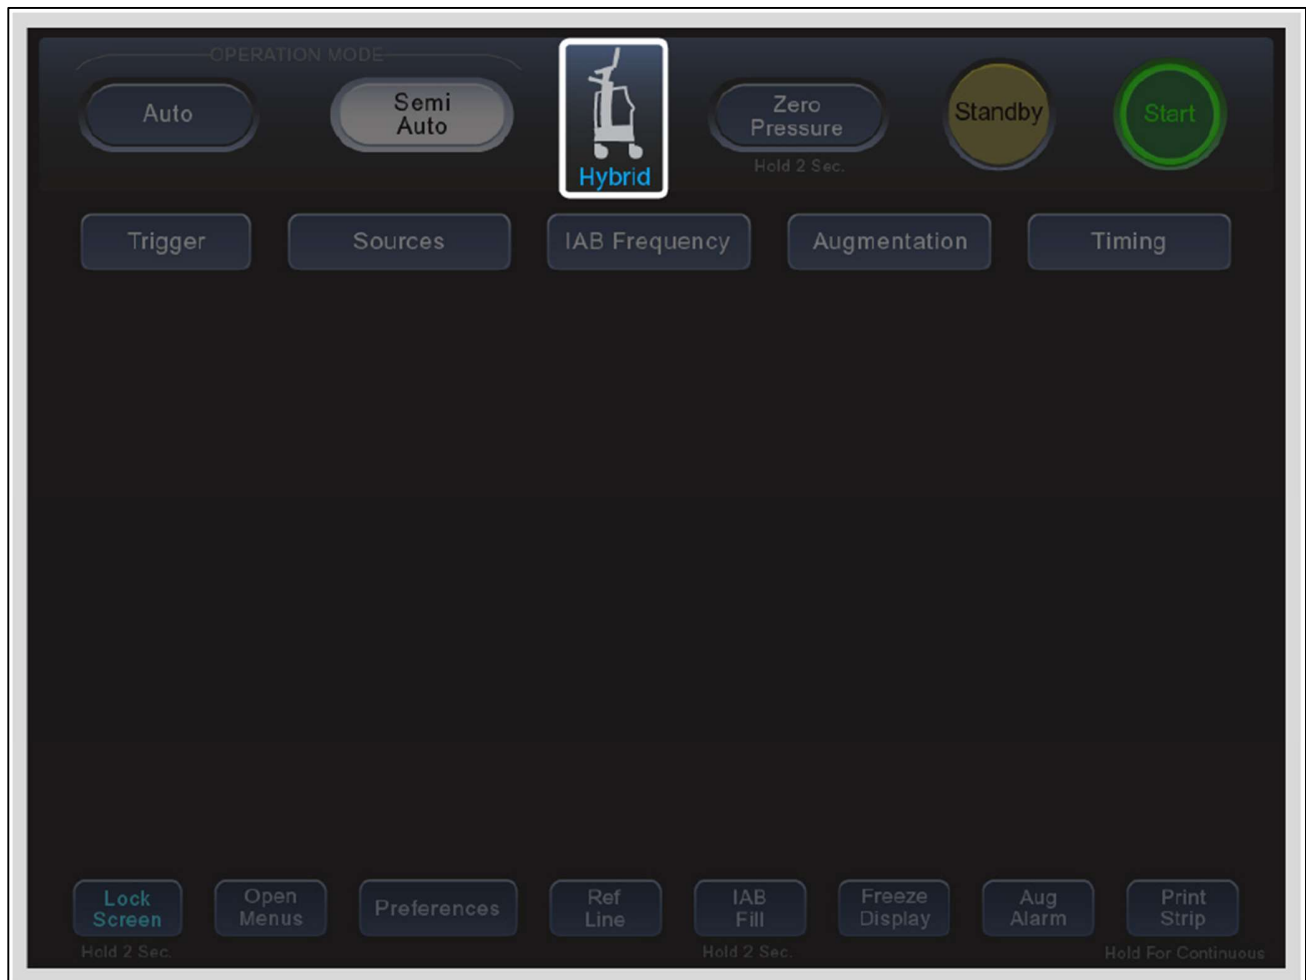 OPERATION MODE
Auto
Semi
Auto
Hybrid
Zero
Pressure
Hold 2 Sec.
Standby
Start
Trigger
Sources
IAB Frequency
Augmentation
Timing
Lock
Screen
Hold 2 Sec.
Open
Menus
Preferences
Ref
Line
IAB
Fill
Hold 2 Sec.
Freeze
Display
Aug
Alarm
Print
Strip
Hold For Continuous